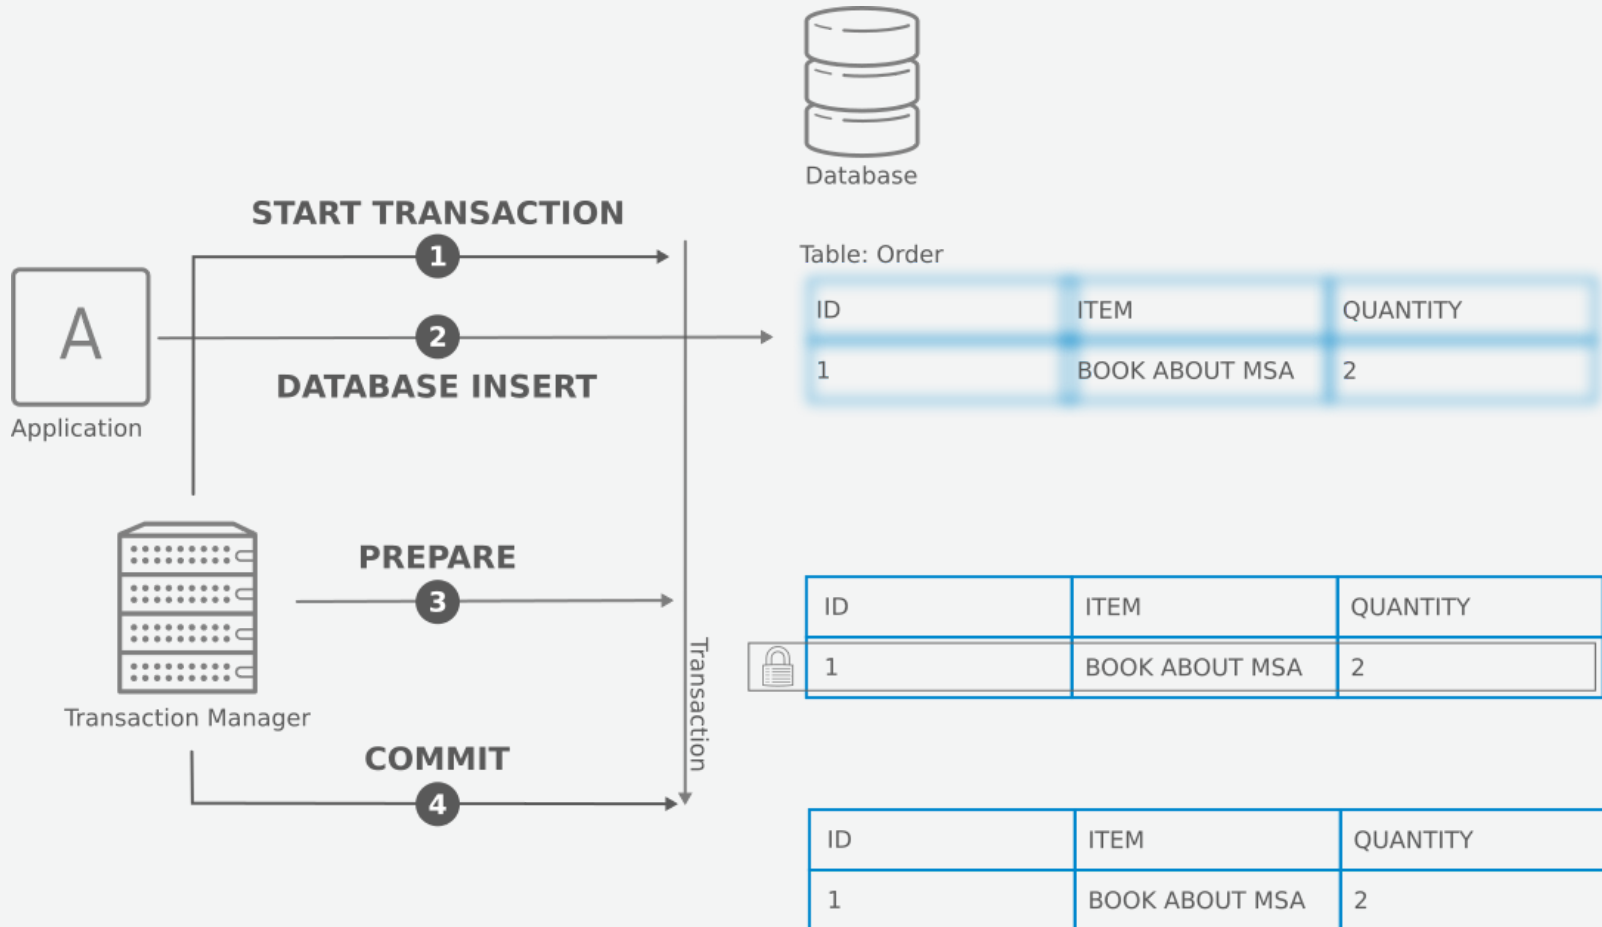 Database
START TRANSACTION
1
Table: Order
A
ID ITEM QUANTITY
2
1 BOOK ABOUT MSA 2
DATABASE INSERT
Application
PREPARE
3
ID ITEM QUANTITY
1 BOOK ABOUT MSA 2
Transaction
Transaction Manager
COMMIT
4
ID ITEM QUANTITY
1 BOOK ABOUT MSA 2